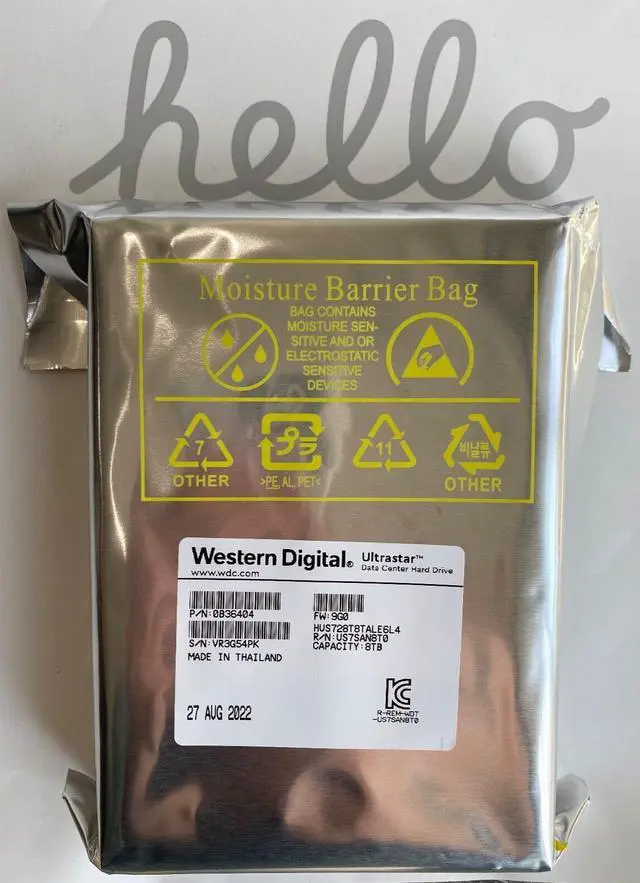 hello
Moisture Barrier Bag
BAG CONTAINS
MOISTURE SEN-
SITIVE AND OR
ELECTROSTATIC
SENSITIVE
DEVICES
7
OTHER
プラ
>PE, AL, PET<
11
비닐류
OTHER
Western Digital® Ultrastar™
Data Center Hard Drive
www.wdc.com
P/N:0B36404
S/N:VR3G54PK
MADE IN THAILAND
FW:9G0
HUS728T8TALE6L4
R/N:US7SAN8T0
CAPACITY:8TB
27 AUG 2022
R-REM-WDT
-US7SAN8T0